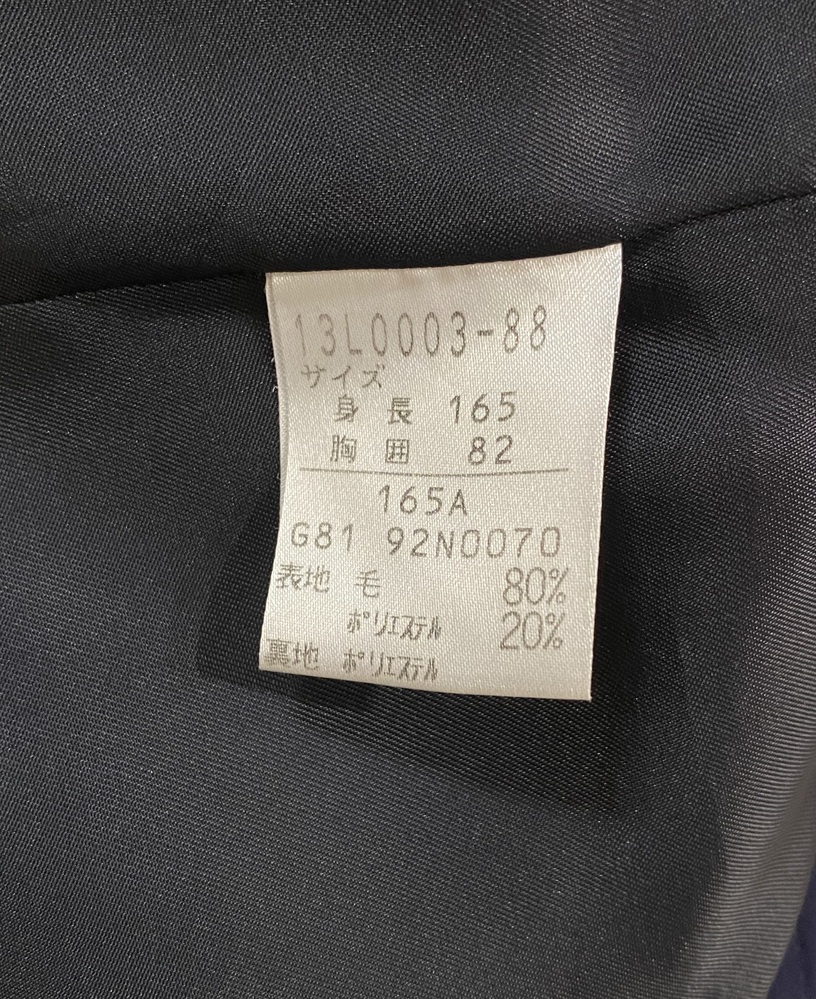 13L0003-88
サイズ
身長 165
胸囲 82
165A
G81 92N0070
表地 毛 80%
ポリエステル 20%
裏地 ポリエステル